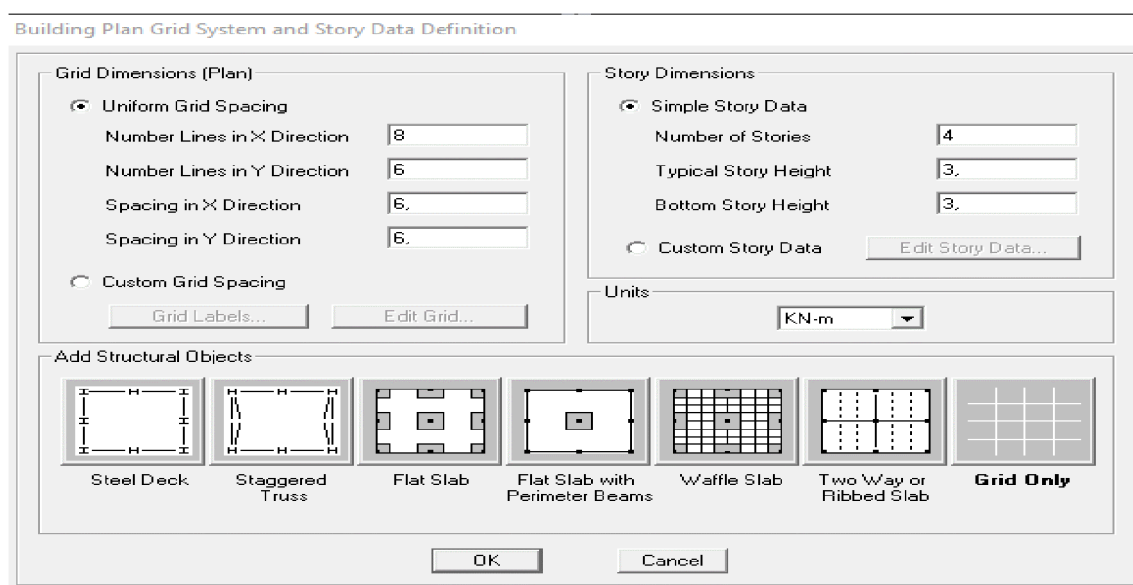 Building Plan Grid System and Story Data Definition
Grid Dimensions (Plan)
Uniform Grid Spacing
Number Lines in X Direction 8
Number Lines in Y Direction 6
Spacing in X Direction 6,
Spacing in Y Direction 6,
Custom Grid Spacing
Grid Labels... Edit Grid...
Story Dimensions
Simple Story Data
Number of Stories 4
Typical Story Height 3,
Bottom Story Height 3,
Custom Story Data Edit Story Data...
Units
KN-m
Add Structural Objects
Steel Deck
Staggered
Truss
Flat Slab
Flat Slab with
Perimeter Beams
Waffle Slab
Two Way or
Ribbed Slab
Grid Only
OK Cancel